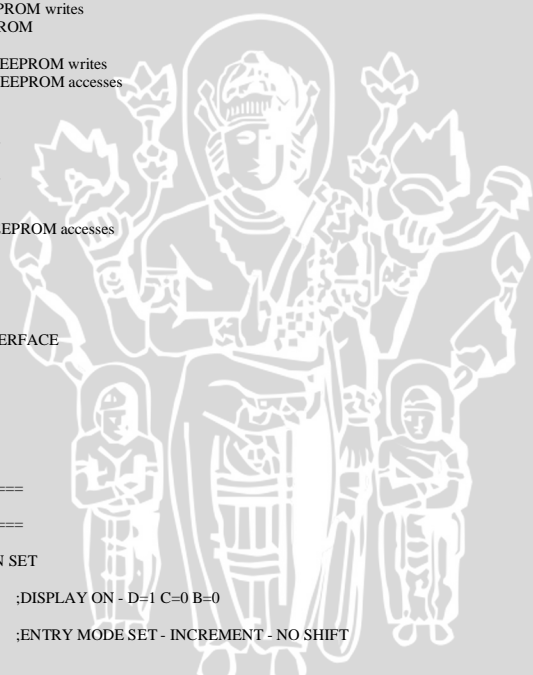 PROM writes
ROM
EEPROM writes
EEPROM accesses
EEPROM accesses
ERFACE
===
===
N SET
;DISPLAY ON - D=1 C=0 B=0
;ENTRY MODE SET - INCREMENT - NO SHIFT